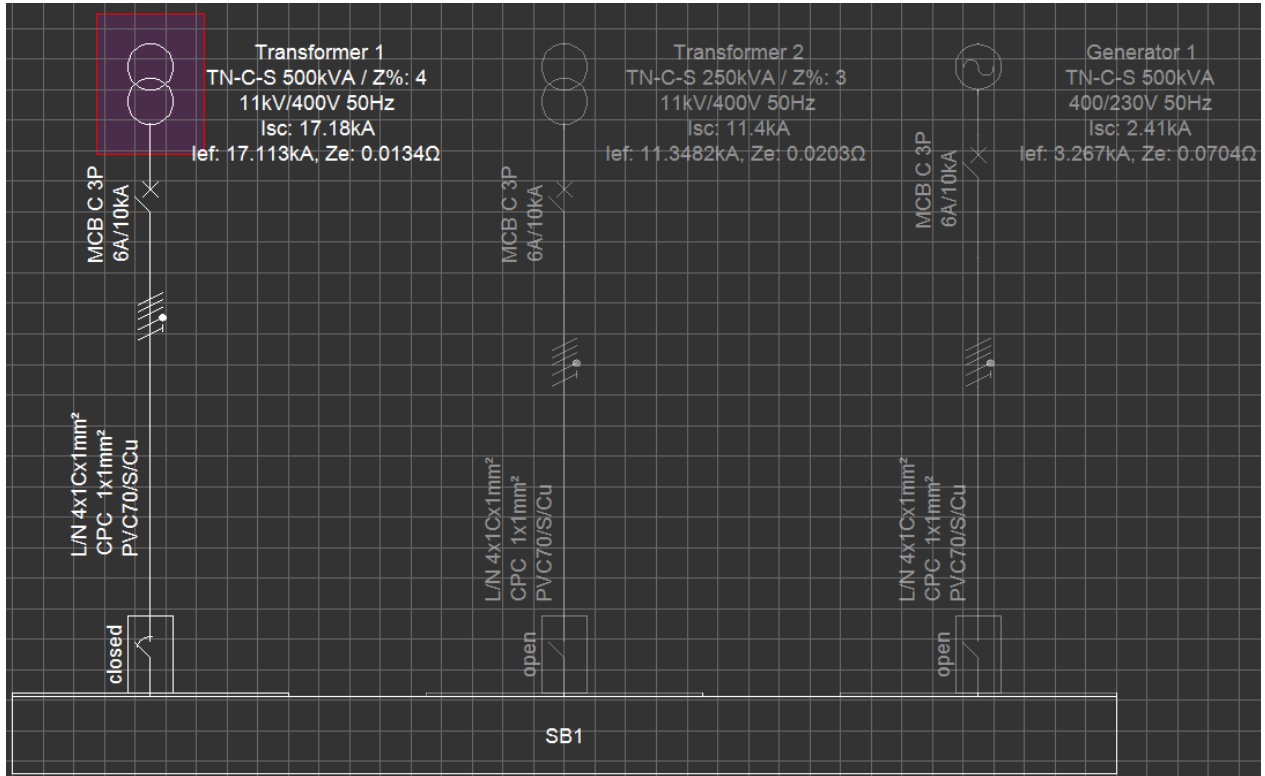 Transformer 1
TN-C-S 500kVA / Z%: 4
11kV/400V 50Hz
Isc: 17.18kA
Ief: 17.113kA, Ze: 0.0134Ω
MCB C 3P
6A/10kA
L/N 4x1Cx1mm²
CPC 1x1mm²
PVC70/S/Cu
closed
Transformer 2
TN-C-S 250kVA / Z%: 3
11kV/400V 50Hz
Isc: 11.4kA
Ief: 11.3482kA, Ze: 0.0203Ω
MCB C 3P
6A/10kA
L/N 4x1Cx1mm²
CPC 1x1mm²
PVC70/S/Cu
open
Generator 1
TN-C-S 500kVA
400/230V 50Hz
Isc: 2.41kA
Ief: 3.267kA, Ze: 0.0704Ω
MCB C 3P
6A/10kA
L/N 4x1Cx1mm²
CPC 1x1mm²
PVC70/S/Cu
open
SB1